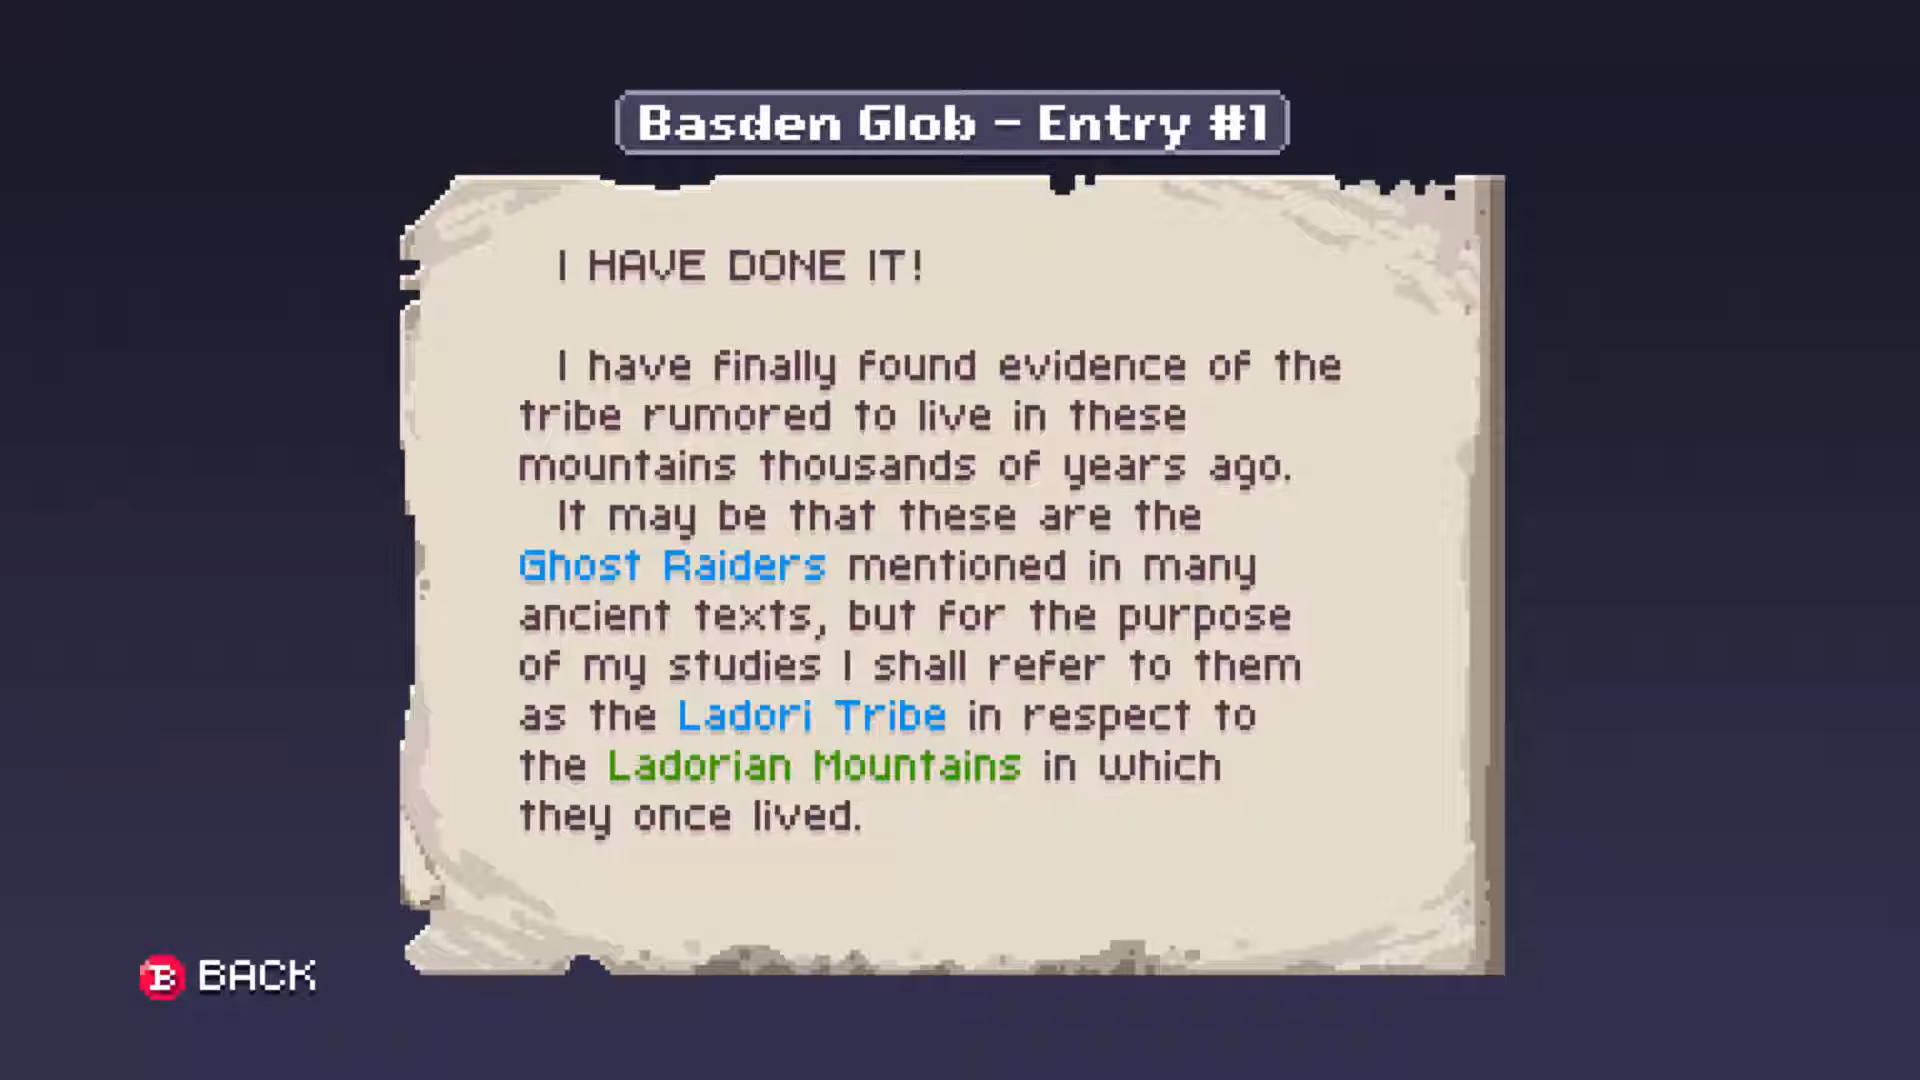 Basden Glob - Entry #1
I HAVE DONE IT!
I have finally found evidence of the
tribe rumored to live in these
mountains thousands of years ago.
It may be that these are the
Ghost Raiders mentioned in many
ancient texts, but for the purpose
of my studies I shall refer to them
as the Ladori Tribe in respect to
the Ladorian Mountains in which
they once lived.
B BACK